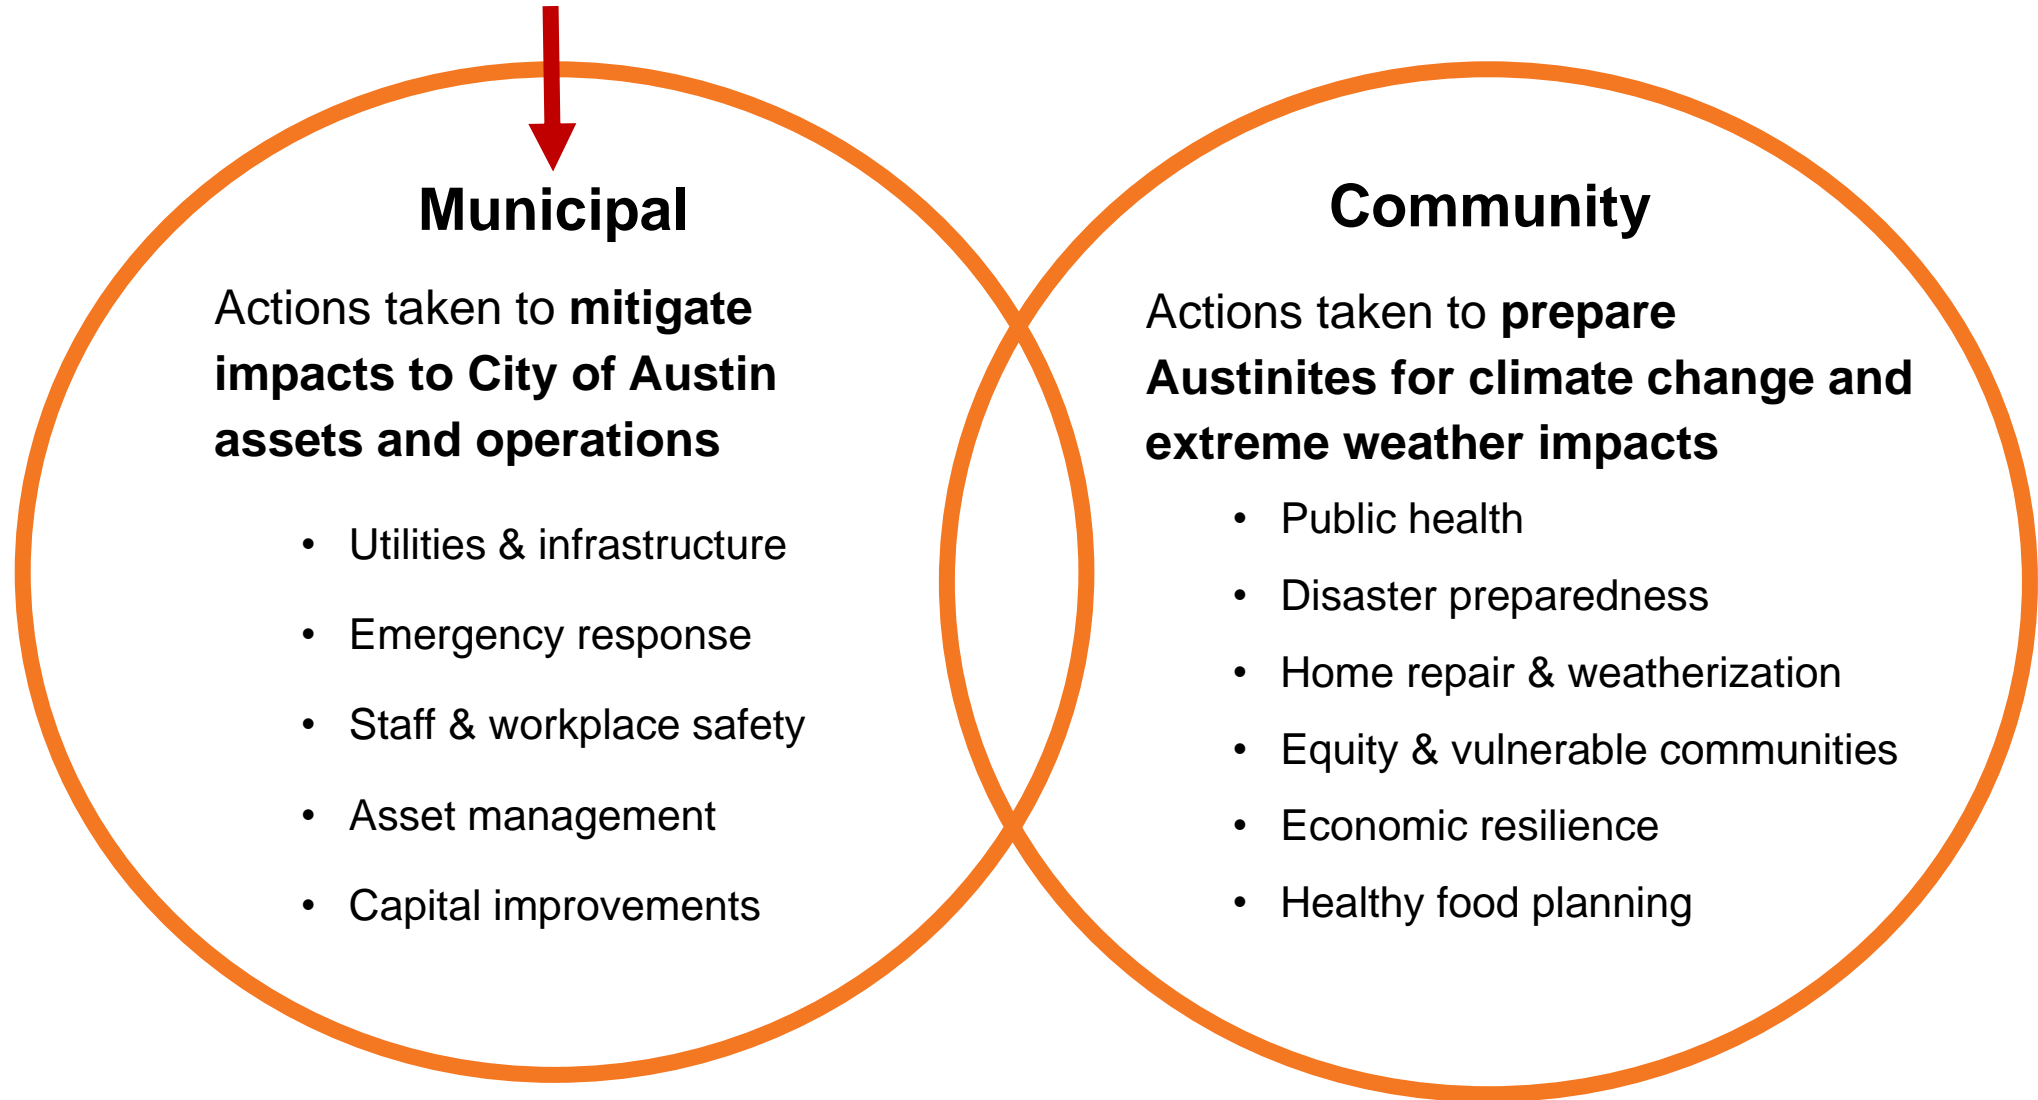 Municipal
Actions taken to mitigate
impacts to City of Austin
assets and operations
• Utilities & infrastructure
• Emergency response
• Staff & workplace safety
• Asset management
• Capital improvements
Community
Actions taken to prepare
Austinites for climate change and
extreme weather impacts
• Public health
• Disaster preparedness
• Home repair & weatherization
• Equity & vulnerable communities
• Economic resilience
• Healthy food planning